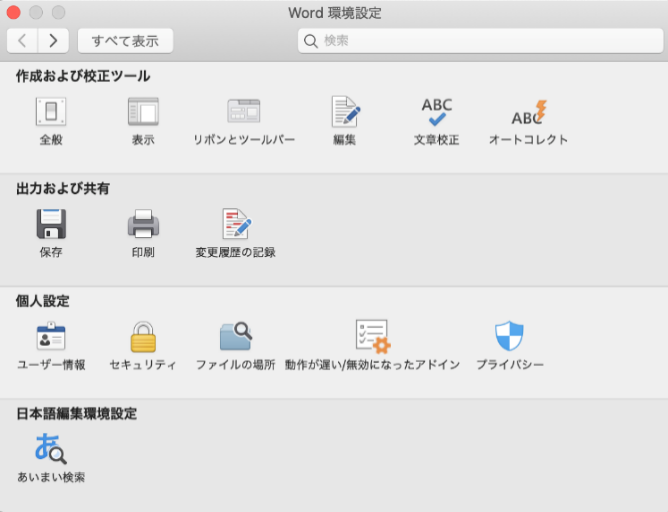 Word 環境設定
すべて表示
検索
作成および校正ツール
全般
表示
リボンとツールバー
編集
ABC
文章校正
ABC
オートコレクト
出力および共有
保存
印刷
変更履歴の記録
個人設定
ユーザー情報
セキュリティ
ファイルの場所
動作が遅い/無効になったアドイン
プライバシー
日本語編集環境設定
あ
あいまい検索